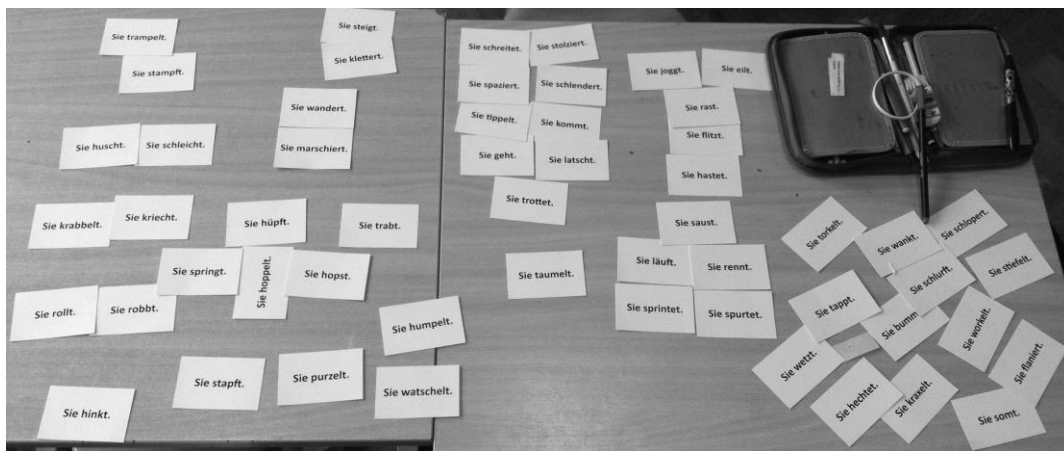 Sie trampelt.
Sie stampft.
Sie steigt.
Sie klettert.
Sie wandert.
Sie marschiert.
Sie huscht.
Sie schleicht.
Sie krabbelt.
Sie kriecht.
Sie hüpft.
Sie trabt.
Sie springt.
Sie hoppelt.
Sie hopst.
Sie rollt.
Sie robbt.
Sie humpelt.
Sie stapft.
Sie purzelt.
Sie watschelt.
Sie hinkt.
Sie schreitet.
Sie stolziert.
Sie spaziert.
Sie schlendert.
Sie tippelt.
Sie kommt.
Sie geht.
Sie latscht.
Sie trottet.
Sie taumelt.
Sie joggt.
Sie eilt.
Sie rast.
Sie flitzt.
Sie hastet.
Sie saust.
Sie läuft.
Sie rennt.
Sie sprintet.
Sie spurtet.
Sie torkelt.
Sie wankt.
Sie schlopert.
Sie schlurft.
Sie stiefelt.
Sie tappt.
Sie bumm
Sie workelt.
Sie flaniert.
Sie wetzt.
Sie hechtet.
Sie kraxelt.
Sie somt.